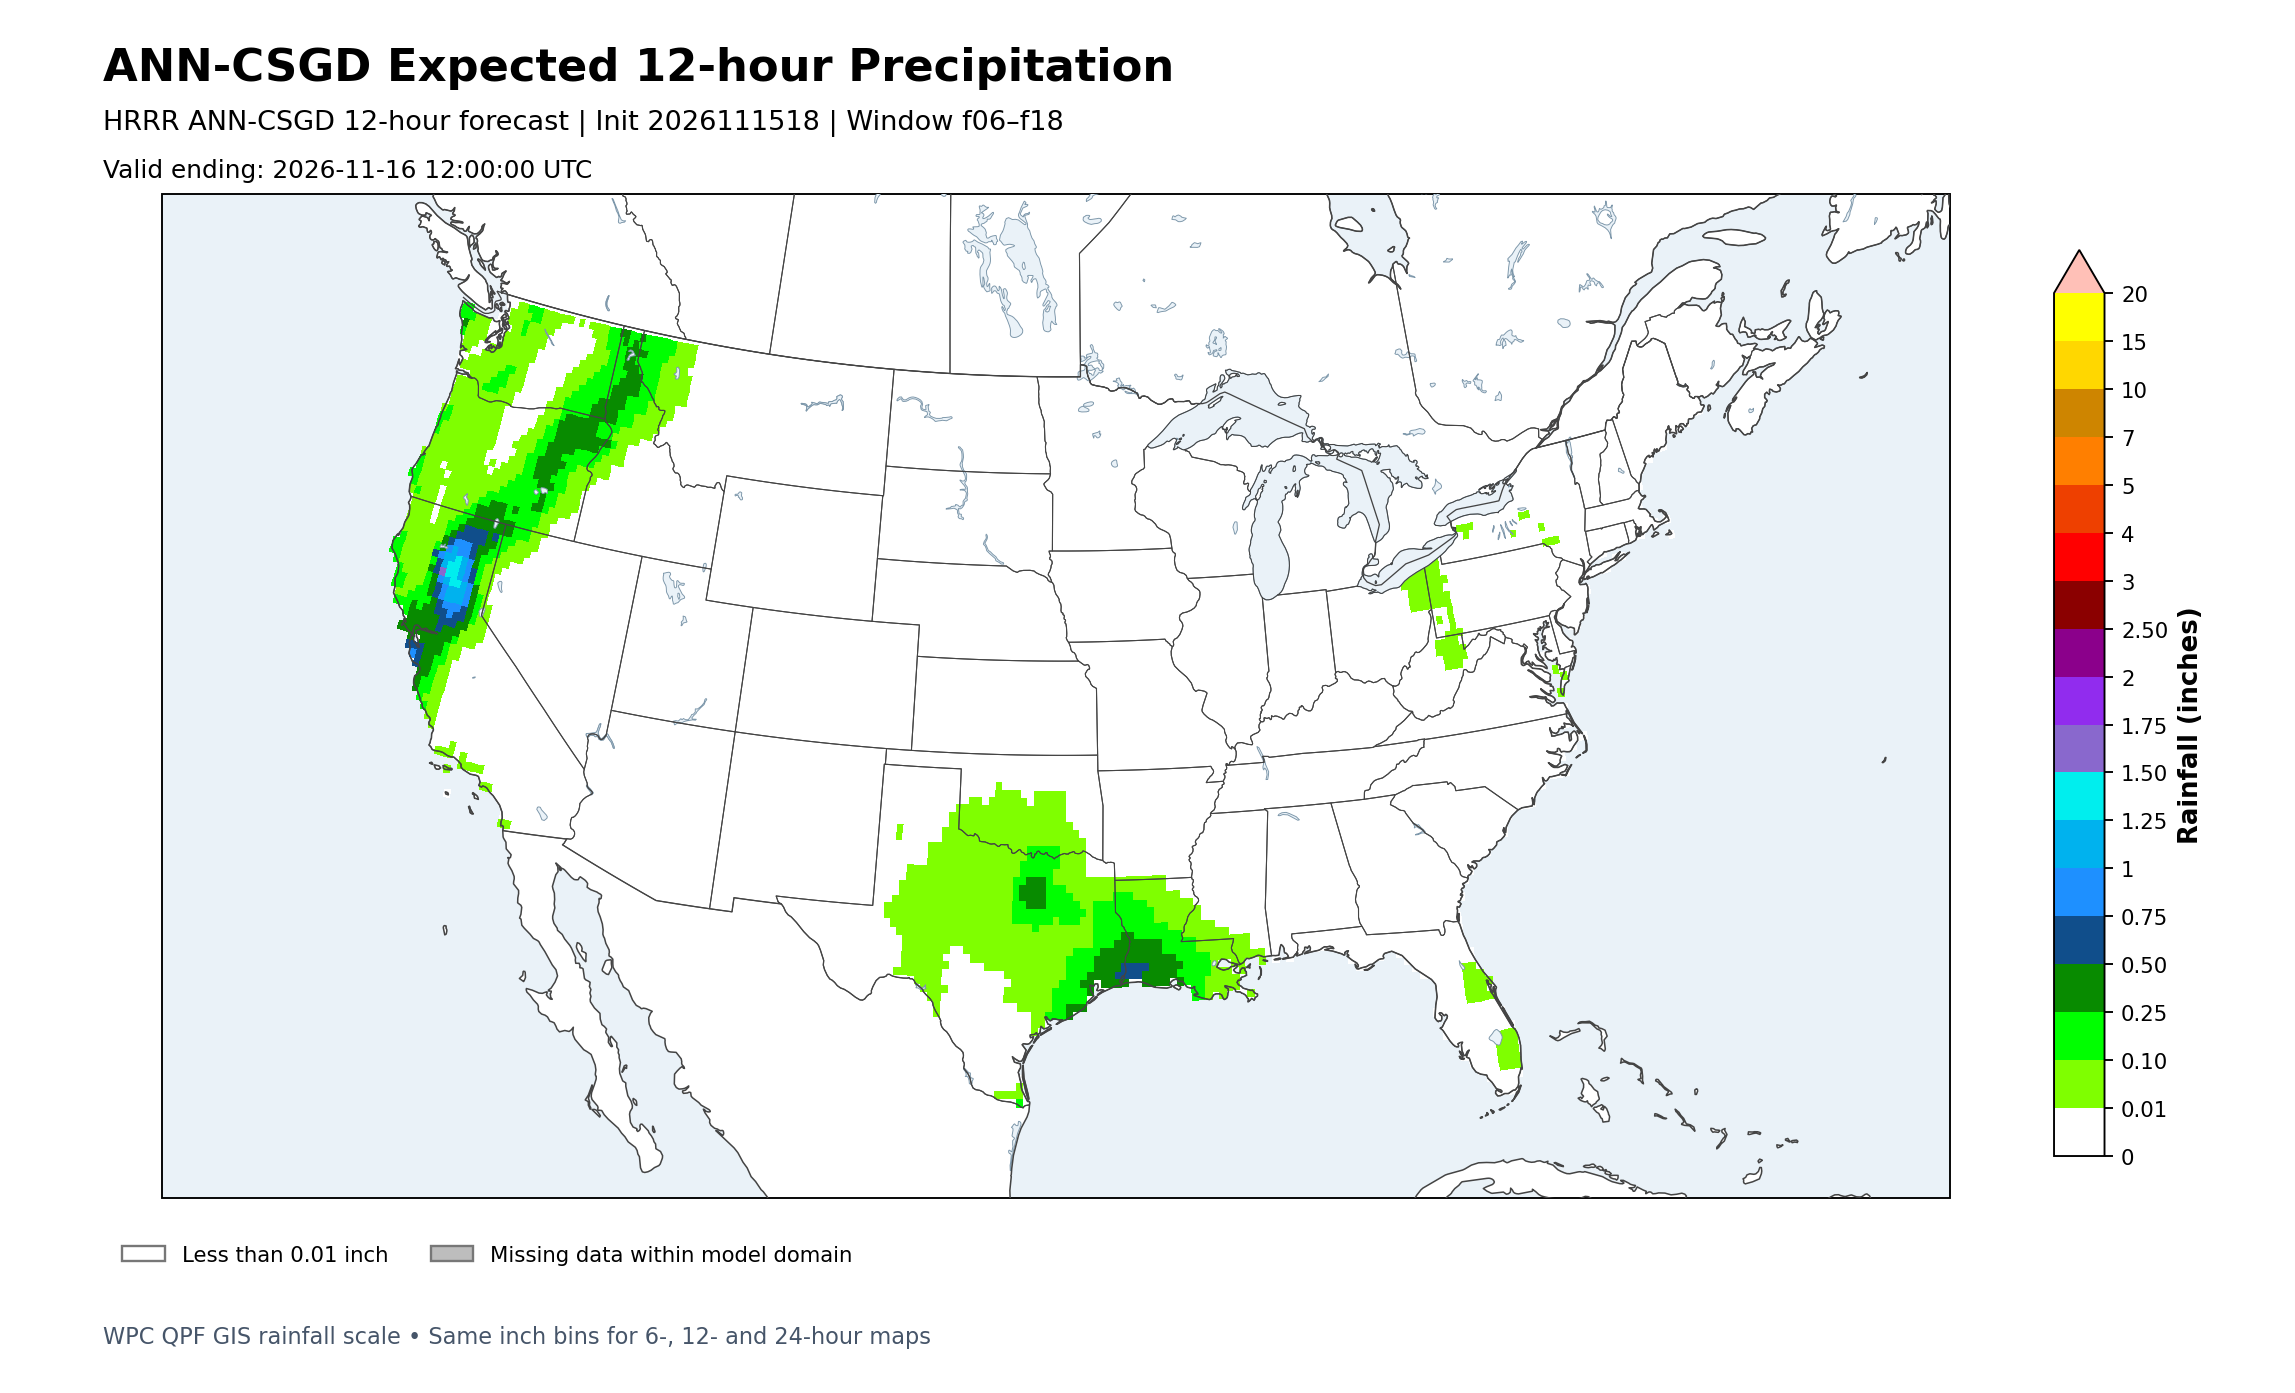 ANN-CSGD Expected 12-hour Precipitation
HRRR ANN-CSGD 12-hour forecast | Init 2026111518 | Window f06–f18
Valid ending: 2026-11-16 12:00:00 UTC
20
15
10
7
5
4
3
2.50
2
1.75
1.50
1.25
1
0.75
0.50
0.25
0.10
0.01
0
Rainfall (inches)
Less than 0.01 inch
Missing data within model domain
WPC QPF GIS rainfall scale • Same inch bins for 6-, 12- and 24-hour maps